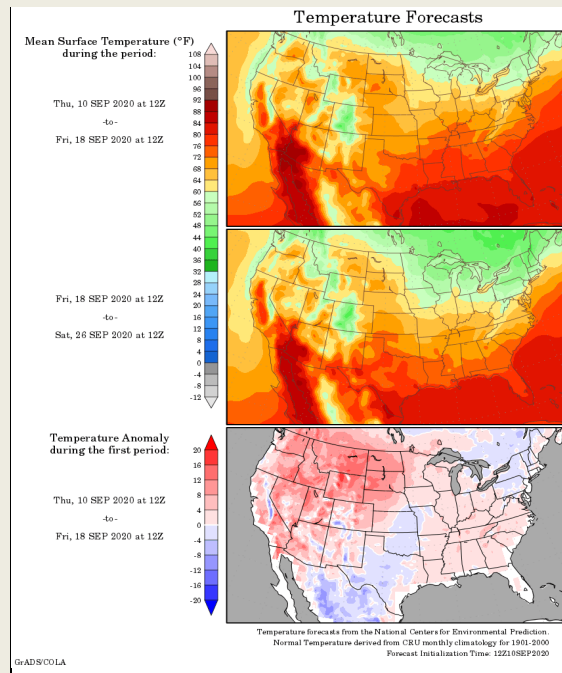 Temperature Forecasts
Mean Surface Temperature (°F)
during the period:
Thu, 10 SEP 2020 at 12Z
-to-
Fri, 18 SEP 2020 at 12Z
108
104
100
96
92
88
84
80
76
72
68
64
60
56
52
48
44
40
36
32
28
24
20
16
12
8
4
0
-4
-8
-12
Fri, 18 SEP 2020 at 12Z
-to-
Sat, 26 SEP 2020 at 12Z
Temperature Anomaly
during the first period:
Thu, 10 SEP 2020 at 12Z
-to-
Fri, 18 SEP 2020 at 12Z
20
16
12
8
4
0
-4
-8
-12
-16
-20
Temperature forecasts from the National Centers for Environmental Prediction.
Normal Temperature derived from CRU monthly climatology for 1901-2000
Forecast Initialization Time: 12Z10SEP2020
GrADS/COLA